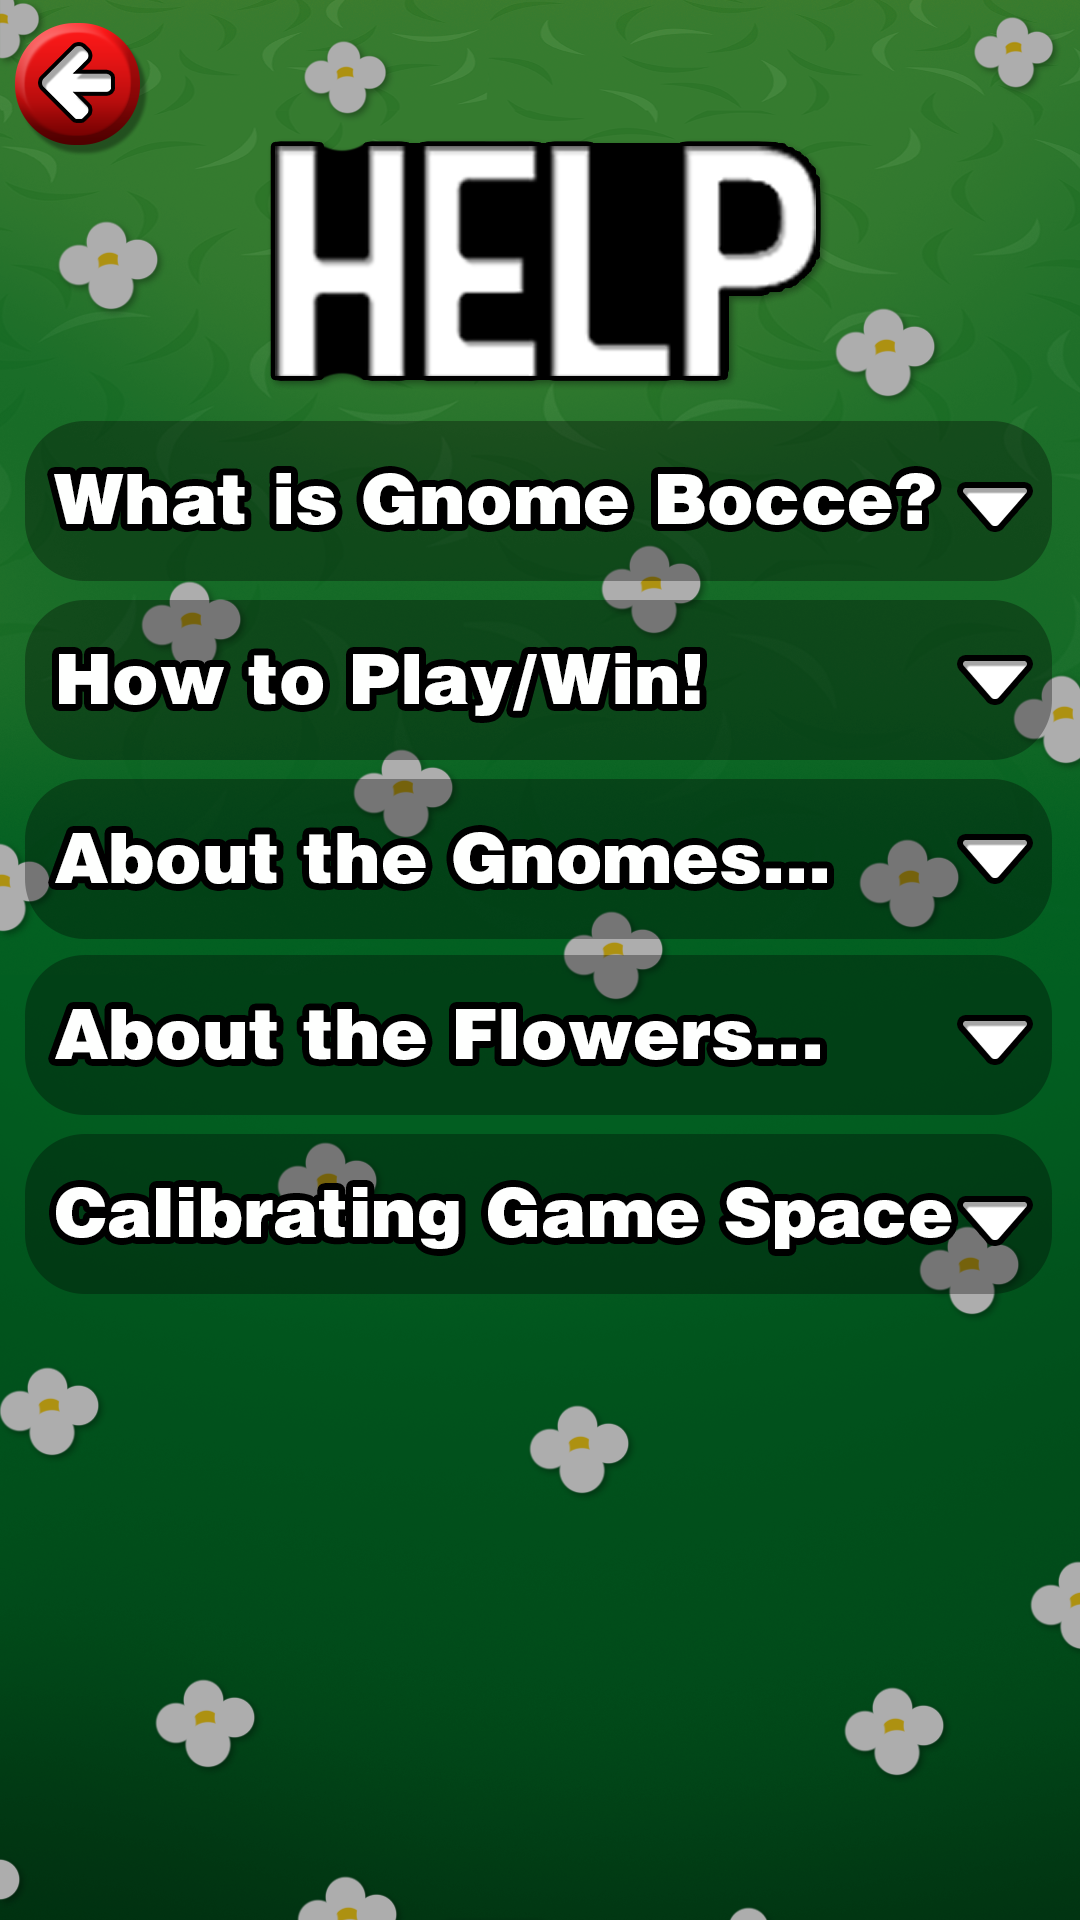 HELP
What is Gnome Bocce?
How to Play/Win!
About the Gnomes...
About the Flowers...
Calibrating Game Space